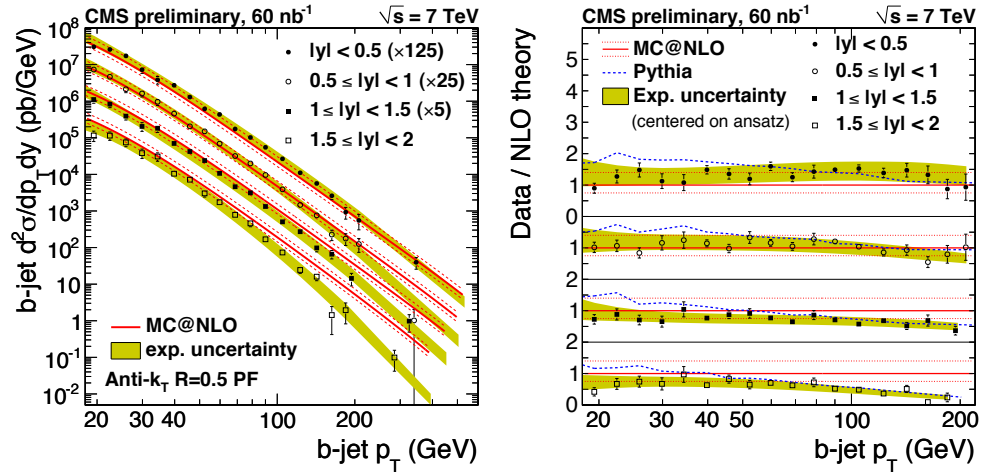 CMS preliminary, 60 nb⁻¹ √s = 7 TeV
b-jet d²σ/dp_T dy (pb/GeV)
10⁸
10⁷
10⁶
10⁵
10⁴
10³
10²
10
1
10⁻¹
10⁻²
|y| < 0.5 (×125)
0.5 ≤ |y| < 1 (×25)
1 ≤ |y| < 1.5 (×5)
1.5 ≤ |y| < 2
MC@NLO
exp. uncertainty
Anti-k_T R=0.5 PF
20 30 40 100 200
b-jet p_T (GeV)
CMS preliminary, 60 nb⁻¹ √s = 7 TeV
Data / NLO theory
MC@NLO
Pythia
Exp. uncertainty
(centered on ansatz)
|y| < 0.5
0.5 ≤ |y| < 1
1 ≤ |y| < 1.5
1.5 ≤ |y| < 2
5
4
3
2
1
0
1
2
1
2
1
0
20 30 40 100 200
b-jet p_T (GeV)